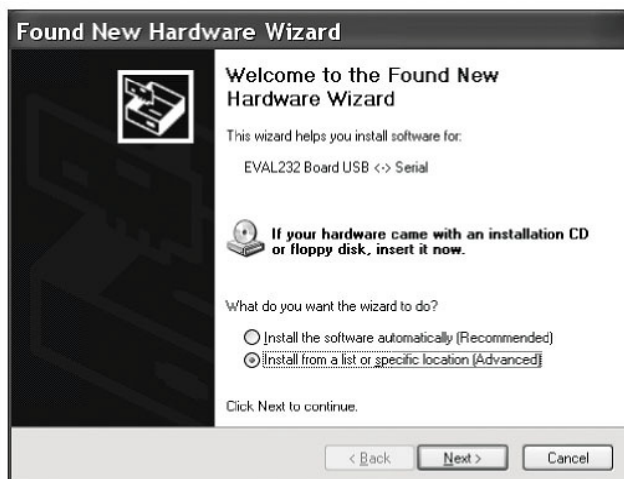 Found New Hardware Wizard
Welcome to the Found New
Hardware Wizard
This wizard helps you install software for:
EVAL232 Board USB <-> Serial
If your hardware came with an installation CD
or floppy disk, insert it now.
What do you want the wizard to do?
Install the software automatically (Recommended)
Install from a list or specific location (Advanced)
Click Next to continue.
< Back Next > Cancel